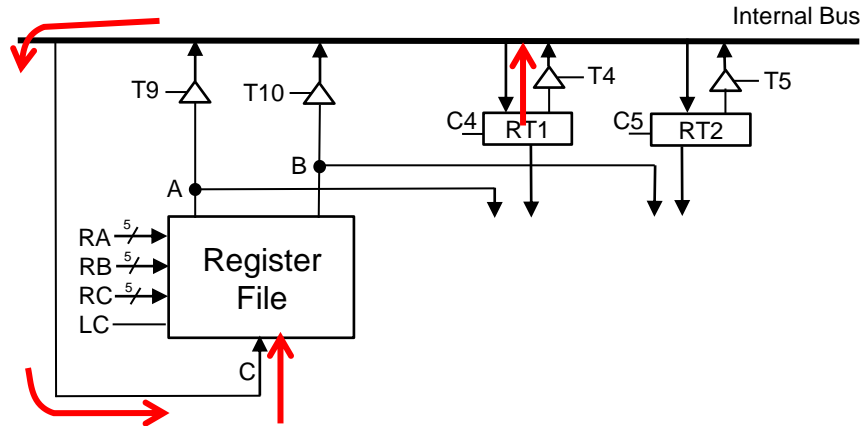 Internal Bus
T9
T10
T4
T5
C4
RT1
C5
RT2
B
A
RA
5
RB
5
RC
5
LC
Register
File
C